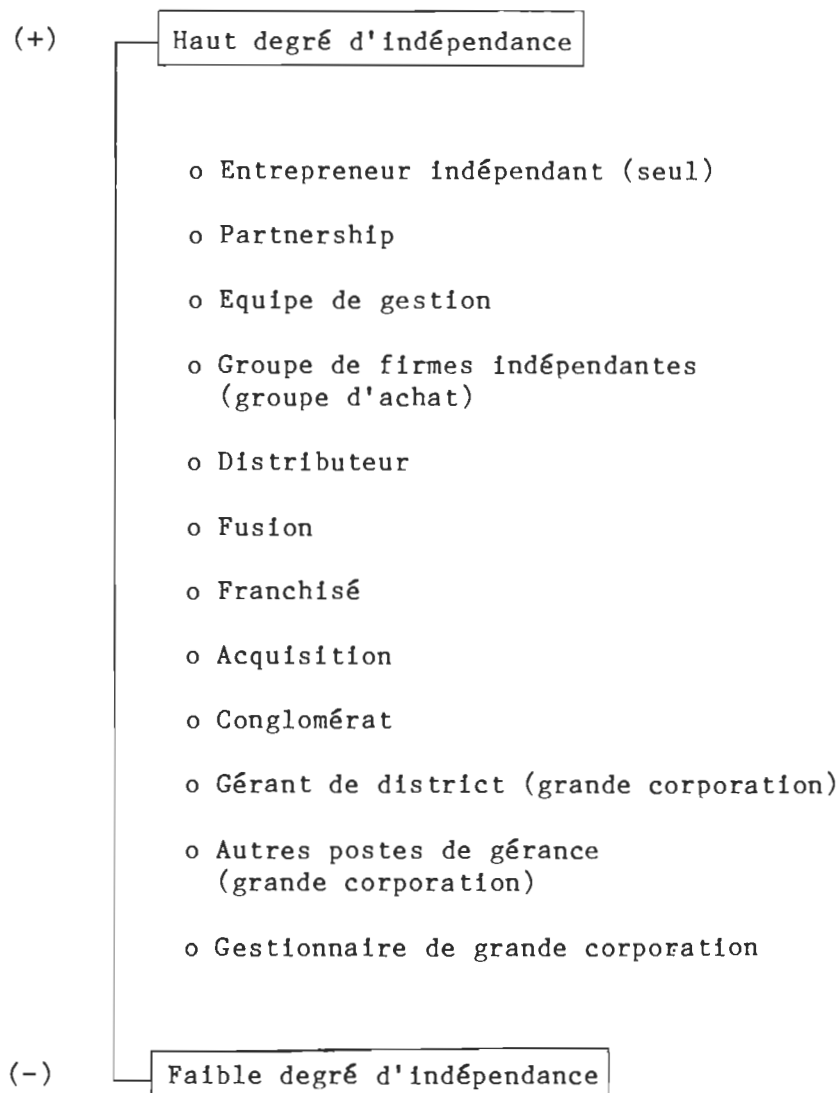 (+) Haut degré d'indépendance
o Entrepreneur indépendant (seul)
o Partnership
o Equipe de gestion
o Groupe de firmes indépendantes
(groupe d'achat)
o Distributeur
o Fusion
o Franchisé
o Acquisition
o Conglomérat
o Gérant de district (grande corporation)
o Autres postes de gérance
(grande corporation)
o Gestionnaire de grande corporation
(-) Faible degré d'indépendance